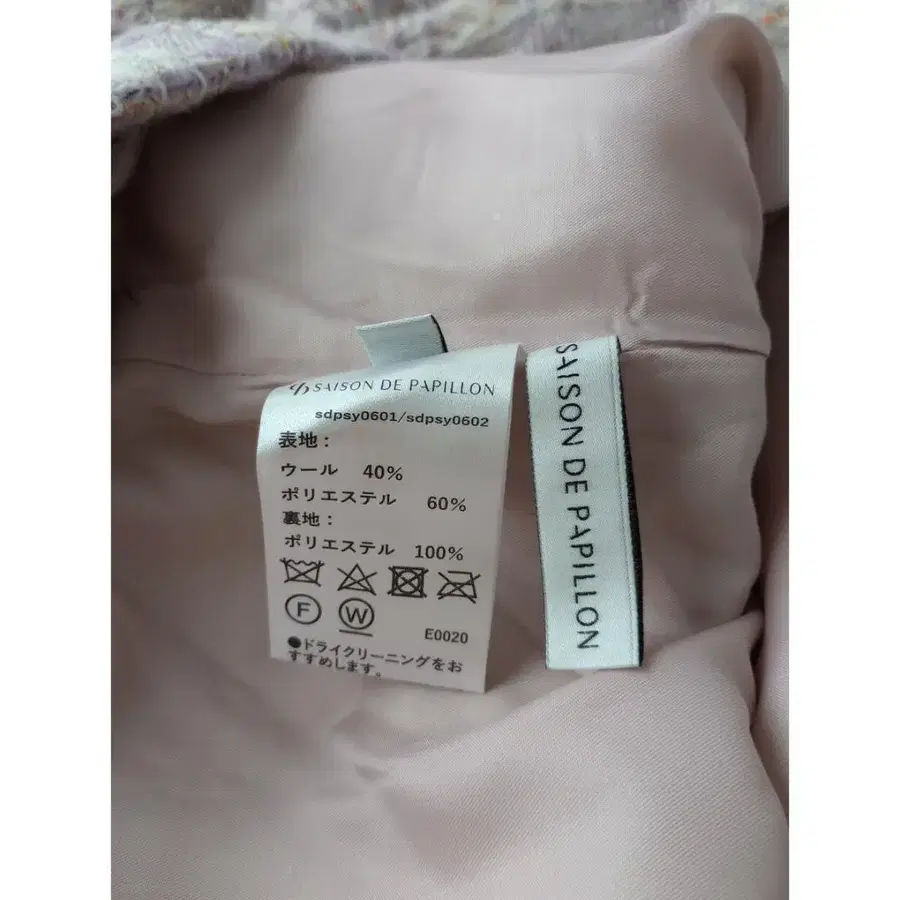 SAISON DE PAPILLON
sdpsy0601/sdpsy0602
表地：
ウール 40%
ポリエステル 60%
裏地：
ポリエステル 100%
F W
E0020
●ドライクリーニングをお
すすめします。
SAISON DE PAPILLON